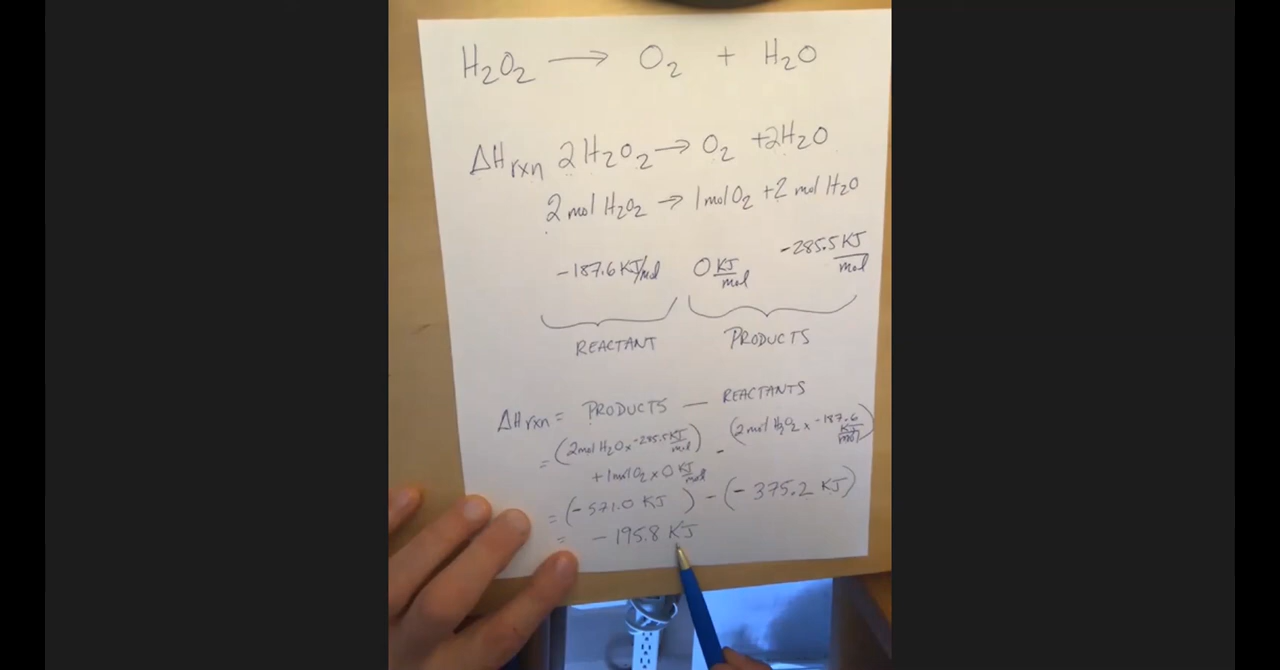 H₂O₂ → O₂ + H₂O
ΔHrxn 2H₂O₂ → O₂ + 2H₂O
2 mol H₂O₂ → 1 mol O₂ + 2 mol H₂O
-187.6 KJ/mol 0 KJ/mol -285.5 KJ/mol
REACTANT PRODUCTS
ΔHrxn = PRODUCTS — REACTANTS
= (2 mol H₂O x -285.5 KJ/mol + 1 mol O₂ x 0 KJ/mol) - (2 mol H₂O₂ x -187.6 KJ/mol)
= (-571.0 KJ) - (-375.2 KJ)
= -195.8 KJ